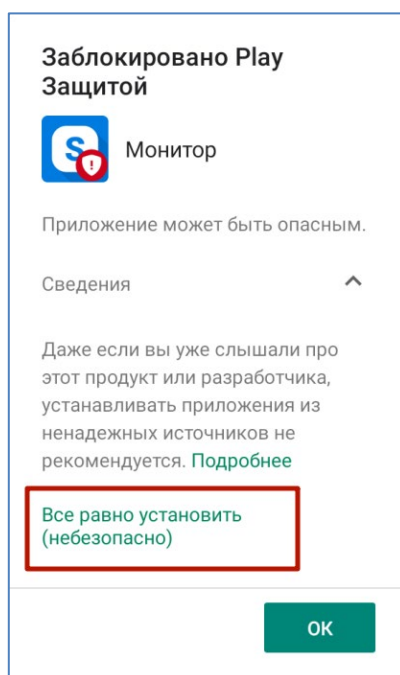 Заблокировано Play
Защитой
S
Монитор
Приложение может быть опасным.
Сведения
Даже если вы уже слышали про
этот продукт или разработчика,
устанавливать приложения из
ненадежных источников не
рекомендуется. Подробнее
Все равно установить
(небезопасно)
ОК